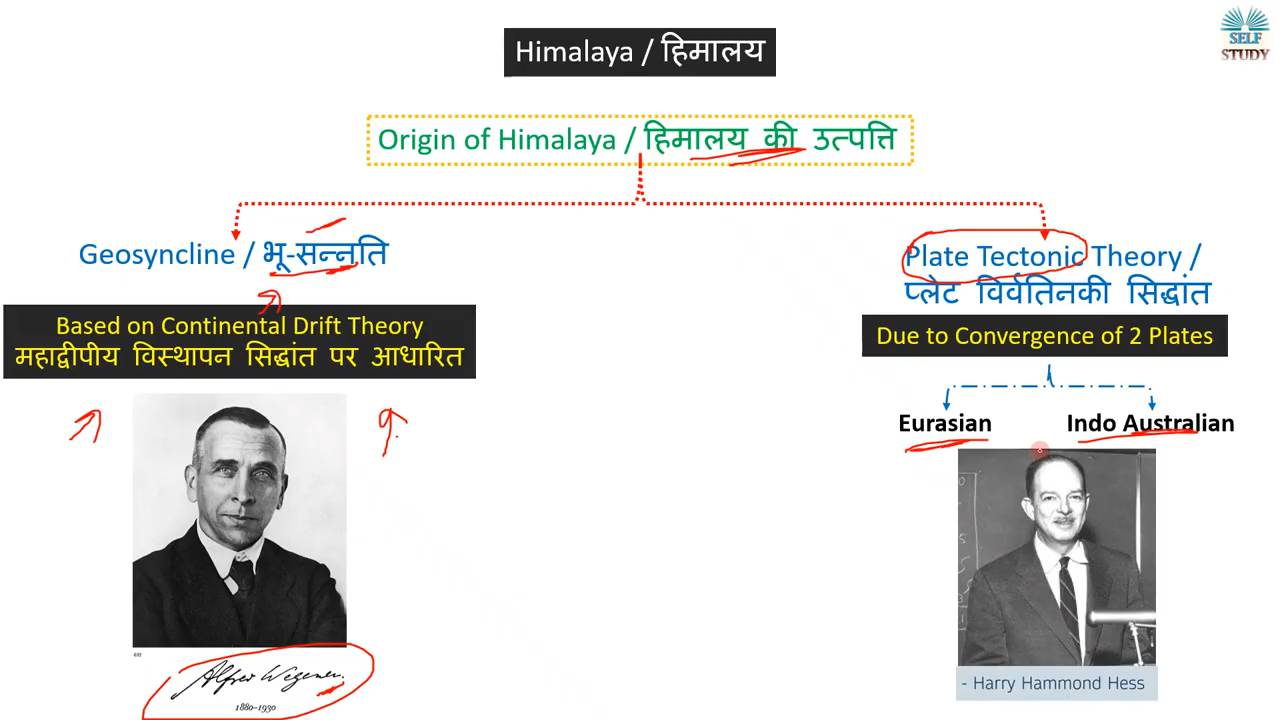 Himalaya / हिमालय
SELF
STUDY
Origin of Himalaya / हिमालय की उत्पत्ति
Geosyncline / भू-सन्नति
Based on Continental Drift Theory
महाद्वीपीय विस्थापन सिद्धांत पर आधारित
Alfred Wegener.
1880–1930
Plate Tectonic Theory /
प्लेट विर्वतिनकी सिद्धांत
Due to Convergence of 2 Plates
Eurasian
Indo Australian
- Harry Hammond Hess